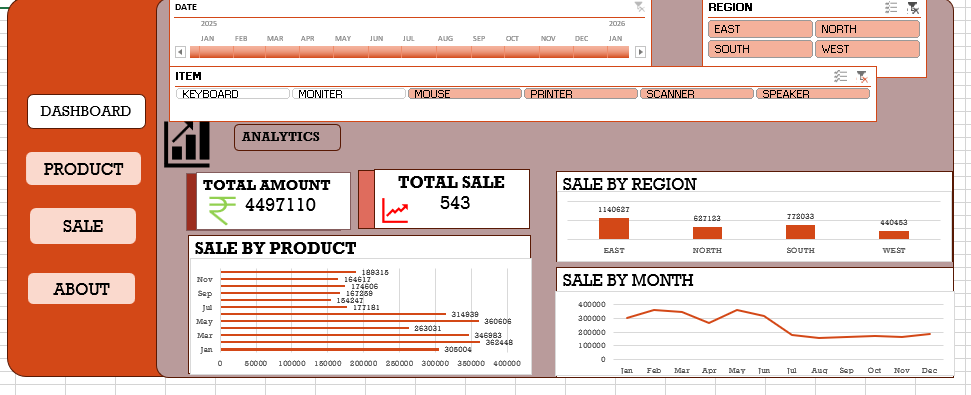 DATE
2025 2026
JAN FEB MAR APR MAY JUN JUL AUG SEP OCT NOV DEC JAN
REGION
EAST NORTH
SOUTH WEST
ITEM
KEYBOARD MONITER MOUSE PRINTER SCANNER SPEAKER
DASHBOARD
PRODUCT
SALE
ABOUT
ANALYTICS
TOTAL AMOUNT
₹ 4497110
TOTAL SALE
543
SALE BY REGION
1140627 627123 772033 440453
EAST NORTH SOUTH WEST
SALE BY PRODUCT
189315
Nov 164617
174606
Sep 167259
154247
Jul 177181
314939
May 360606
263031
Mar 346983
362448
Jan 305004
0 50000 100000 150000 200000 250000 300000 350000 400000
SALE BY MONTH
400000
300000
200000
100000
0
Jan Feb Mar Apr May Jun Jul Aug Sep Oct Nov Dec